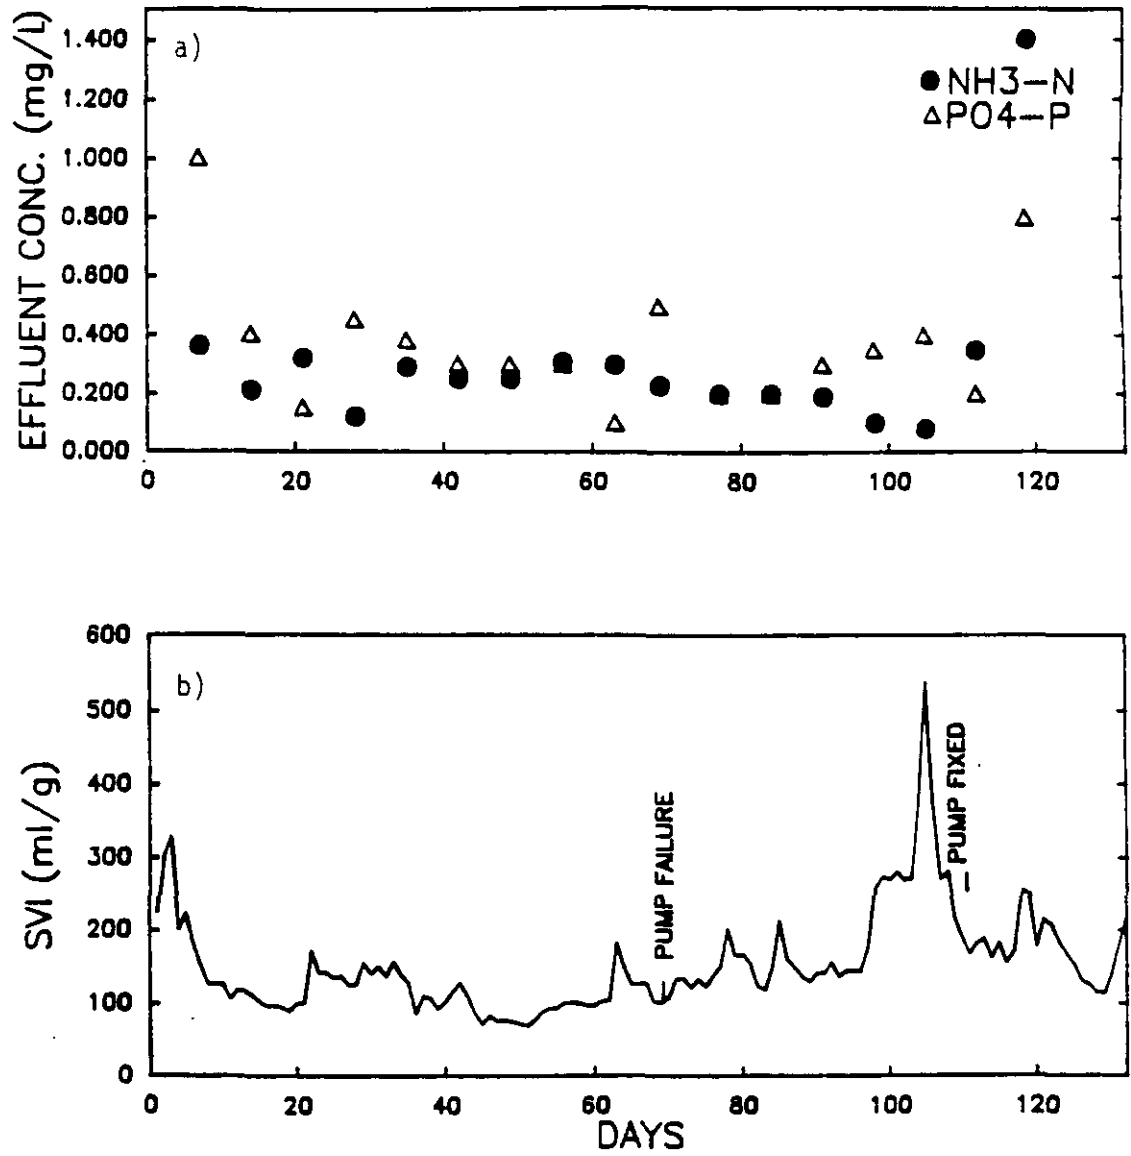 a)
EFFLUENT CONC. (mg/L)
1.400
1.200
1.000
0.800
0.600
0.400
0.200
0.000
NH3-N
PO4-P
0 20 40 60 80 100 120
b)
SVI (ml/g)
600
500
400
300
200
100
0
PUMP FAILURE
PUMP FIXED
0 20 40 60 80 100 120
DAYS